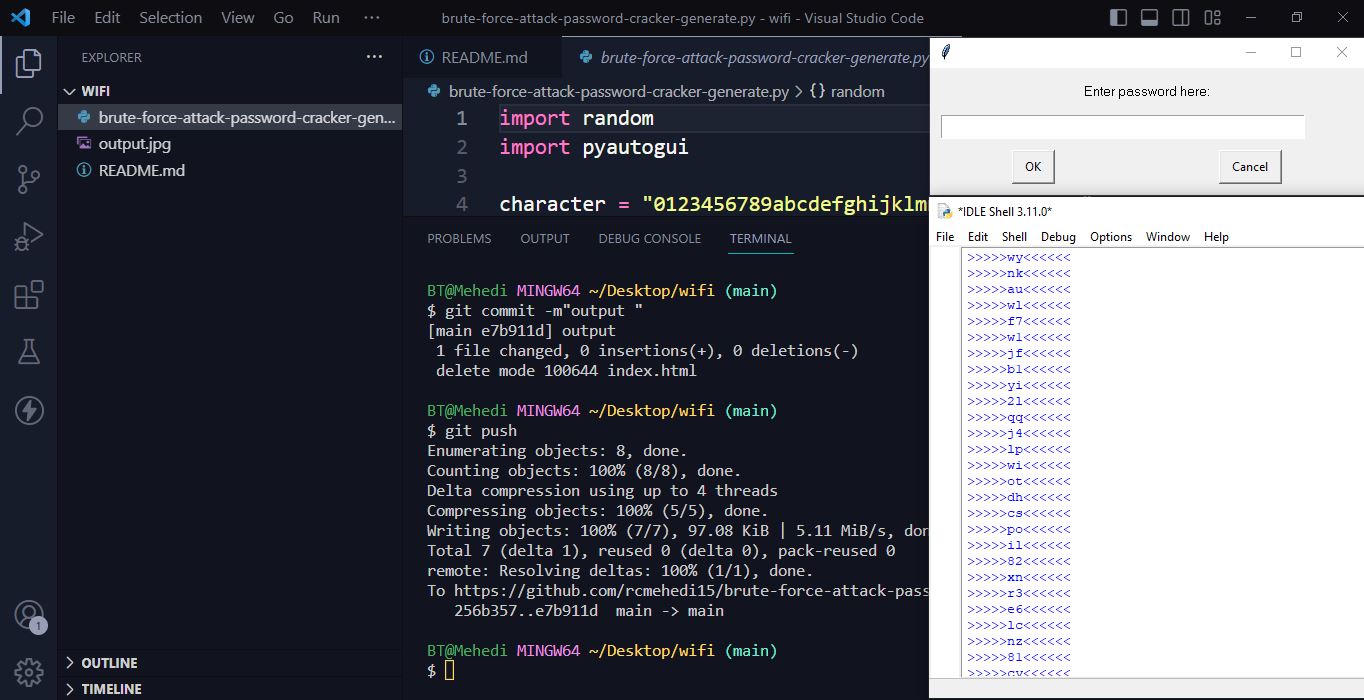 File Edit Selection View Go Run ···
brute-force-attack-password-cracker-generate.py - wifi - Visual Studio Code
EXPLORER
WIFI
brute-force-attack-password-cracker-gen...
output.jpg
README.md
OUTLINE
TIMELINE
1
README.md
brute-force-attack-password-cracker-generate.py
brute-force-attack-password-cracker-generate.py > {} random
1 import random
2 import pyautogui
3
4 character = "0123456789abcdefghijklm
PROBLEMS OUTPUT DEBUG CONSOLE TERMINAL
BT@Mehedi MINGW64 ~/Desktop/wifi (main)
$ git commit -m"output "
[main e7b911d] output
1 file changed, 0 insertions(+), 0 deletions(-)
delete mode 100644 index.html
BT@Mehedi MINGW64 ~/Desktop/wifi (main)
$ git push
Enumerating objects: 8, done.
Counting objects: 100% (8/8), done.
Delta compression using up to 4 threads
Compressing objects: 100% (5/5), done.
Writing objects: 100% (7/7), 97.08 KiB | 5.11 MiB/s, don
Total 7 (delta 1), reused 0 (delta 0), pack-reused 0
remote: Resolving deltas: 100% (1/1), done.
To https://github.com/rcmehedi15/brute-force-attack-pass
256b357..e7b911d main -> main
BT@Mehedi MINGW64 ~/Desktop/wifi (main)
$
Enter password here:
OK Cancel
*IDLE Shell 3.11.0*
File Edit Shell Debug Options Window Help
>>>>>wy<<<<<<
>>>>>nk<<<<<<
>>>>>au<<<<<<
>>>>>wl<<<<<<
>>>>>f7<<<<<<
>>>>>wl<<<<<<
>>>>>jf<<<<<<
>>>>>bl<<<<<<
>>>>>yi<<<<<<
>>>>>2l<<<<<<
>>>>>qq<<<<<<
>>>>>j4<<<<<<
>>>>>lp<<<<<<
>>>>>wi<<<<<<
>>>>>ot<<<<<<
>>>>>dh<<<<<<
>>>>>cs<<<<<<
>>>>>po<<<<<<
>>>>>il<<<<<<
>>>>>82<<<<<<
>>>>>xn<<<<<<
>>>>>r3<<<<<<
>>>>>e6<<<<<<
>>>>>lc<<<<<<
>>>>>nz<<<<<<
>>>>>8l<<<<<<